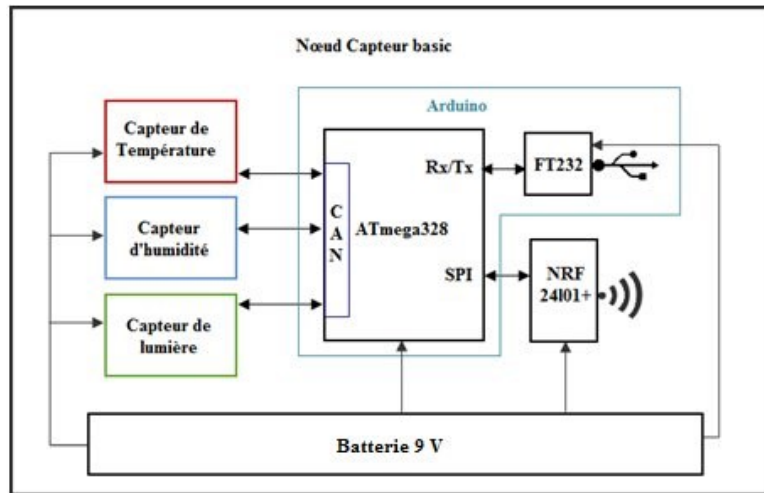 Nœud Capteur basic
Arduino
Capteur de
Température
Capteur
d'humidité
Capteur de
lumière
CAN
ATmega328
Rx/Tx
SPI
FT232
NRF
24l01+
Batterie 9 V